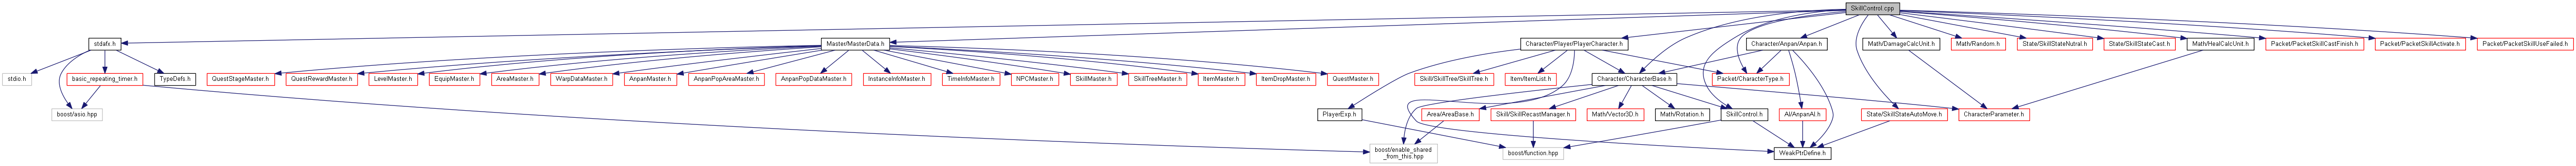 SkillControl.cpp
stdafx.h
Master/MasterData.h
Character/Player/PlayerCharacter.h
Character/Anpan/Anpan.h
Math/DamageCalcUnit.h
Math/Random.h
State/SkillStateNutral.h
State/SkillStateCast.h
Math/HealCalcUnit.h
Packet/PacketSkillCastFinish.h
Packet/PacketSkillActivate.h
Packet/PacketSkillUseFailed.h
stdio.h
basic_repeating_timer.h
TypeDefs.h
QuestStageMaster.h
QuestRewardMaster.h
LevelMaster.h
EquipMaster.h
AreaMaster.h
WarpDataMaster.h
AnpanMaster.h
AnpanPopAreaMaster.h
AnpanPopDataMaster.h
InstanceInfoMaster.h
TimeInfoMaster.h
NPCMaster.h
SkillMaster.h
SkillTreeMaster.h
ItemMaster.h
ItemDropMaster.h
QuestMaster.h
Skill/SkillTree/SkillTree.h
Item/ItemList.h
Character/CharacterBase.h
Packet/CharacterType.h
boost/asio.hpp
PlayerExp.h
Area/AreaBase.h
Skill/SkillRecastManager.h
Math/Vector3D.h
Math/Rotation.h
SkillControl.h
AI/AnpanAI.h
State/SkillStateAutoMove.h
CharacterParameter.h
boost/enable_shared
_from_this.hpp
boost/function.hpp
WeakPtrDefine.h